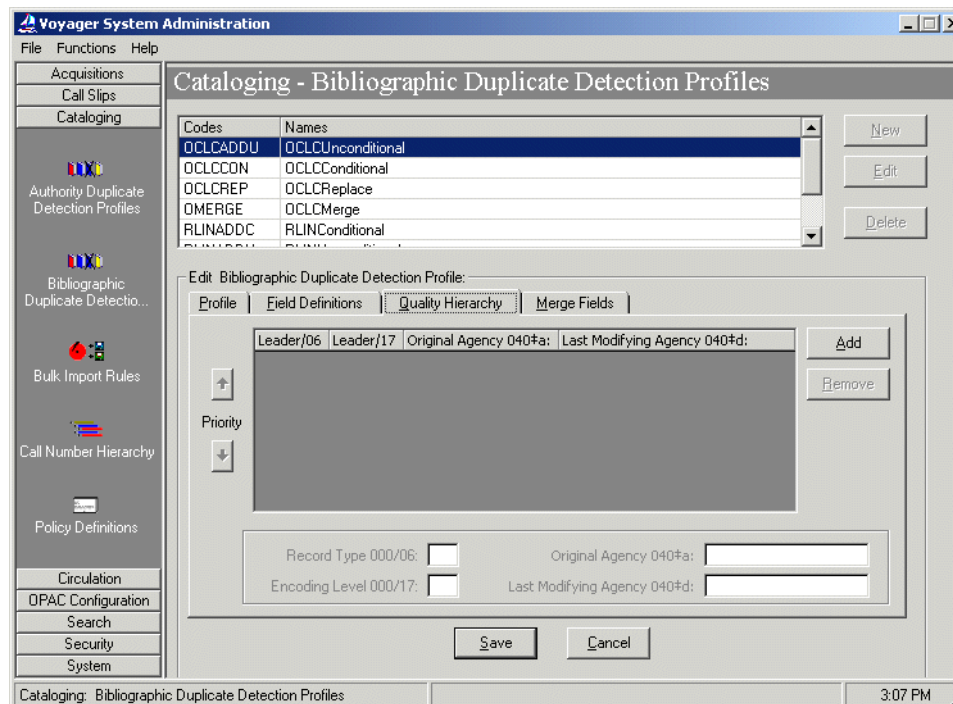 Voyager System Administration
File Functions Help
Acquisitions
Call Slips
Cataloging
Authority Duplicate
Detection Profiles
Bibliographic
Duplicate Detectio...
Bulk Import Rules
Call Number Hierarchy
Policy Definitions
Circulation
OPAC Configuration
Search
Security
System
Cataloging - Bibliographic Duplicate Detection Profiles
Codes Names
OCLCADDU OCLCUnconditional
OCLCCON OCLCConditional
OCLCREP OCLCReplace
OMERGE OCLCMerge
RLINADDC RLINConditional
New
Edit
Delete
Edit Bibliographic Duplicate Detection Profile:
Profile Field Definitions Quality Hierarchy Merge Fields
Leader/06 Leader/17 Original Agency 040‡a: Last Modifying Agency 040‡d:
Add
Remove
Priority
Record Type 000/06: Original Agency 040‡a:
Encoding Level 000/17: Last Modifying Agency 040‡d:
Save Cancel
Cataloging: Bibliographic Duplicate Detection Profiles 3:07 PM